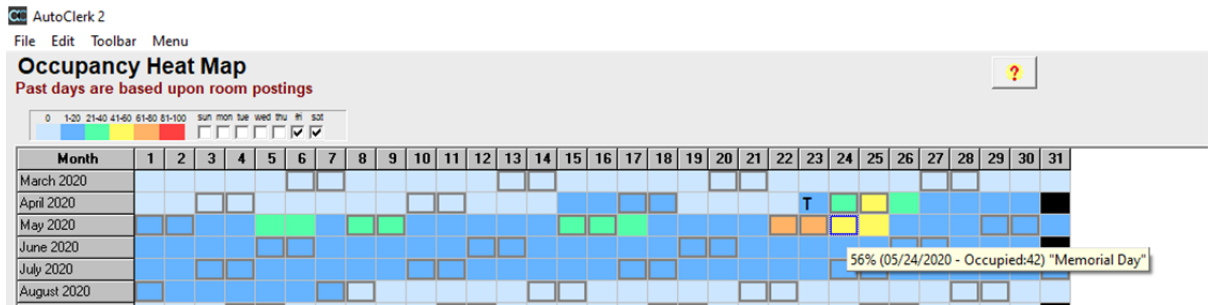 AutoClerk 2
File Edit Toolbar Menu
Occupancy Heat Map
?
Past days are based upon room postings
0 1-20 21-40 41-60 61-80 81-100 sun mon tue wed thu fri sat
Month 1 2 3 4 5 6 7 8 9 10 11 12 13 14 15 16 17 18 19 20 21 22 23 24 25 26 27 28 29 30 31
March 2020
April 2020 T
May 2020
June 2020
56% (05/24/2020 - Occupied:42) "Memorial Day"
July 2020
August 2020